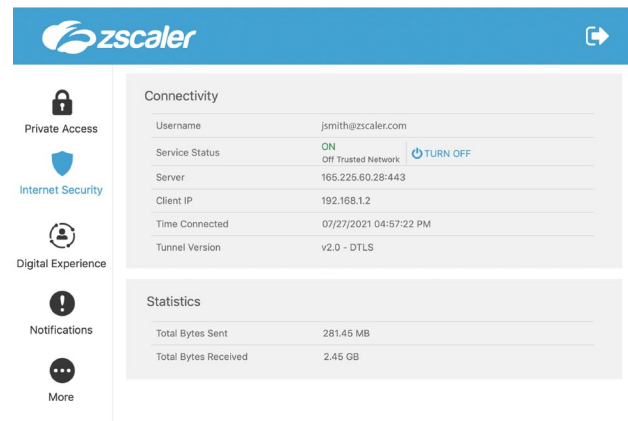 zscaler
Private Access
Internet Security
Digital Experience
Notifications
More
Connectivity
Username jsmith@zscaler.com
Service Status ON TURN OFF
Off Trusted Network
Server 165.225.60.28:443
Client IP 192.168.1.2
Time Connected 07/27/2021 04:57:22 PM
Tunnel Version v2.0 - DTLS
Statistics
Total Bytes Sent 281.45 MB
Total Bytes Received 2.45 GB